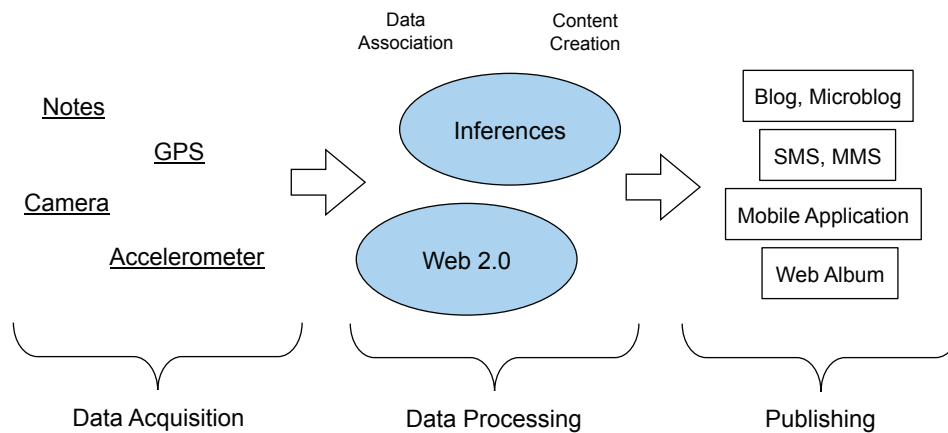 Data
Association
Content
Creation
Notes
GPS
Camera
Accelerometer
Inferences
Web 2.0
Blog, Microblog
SMS, MMS
Mobile Application
Web Album
Data Acquisition
Data Processing
Publishing